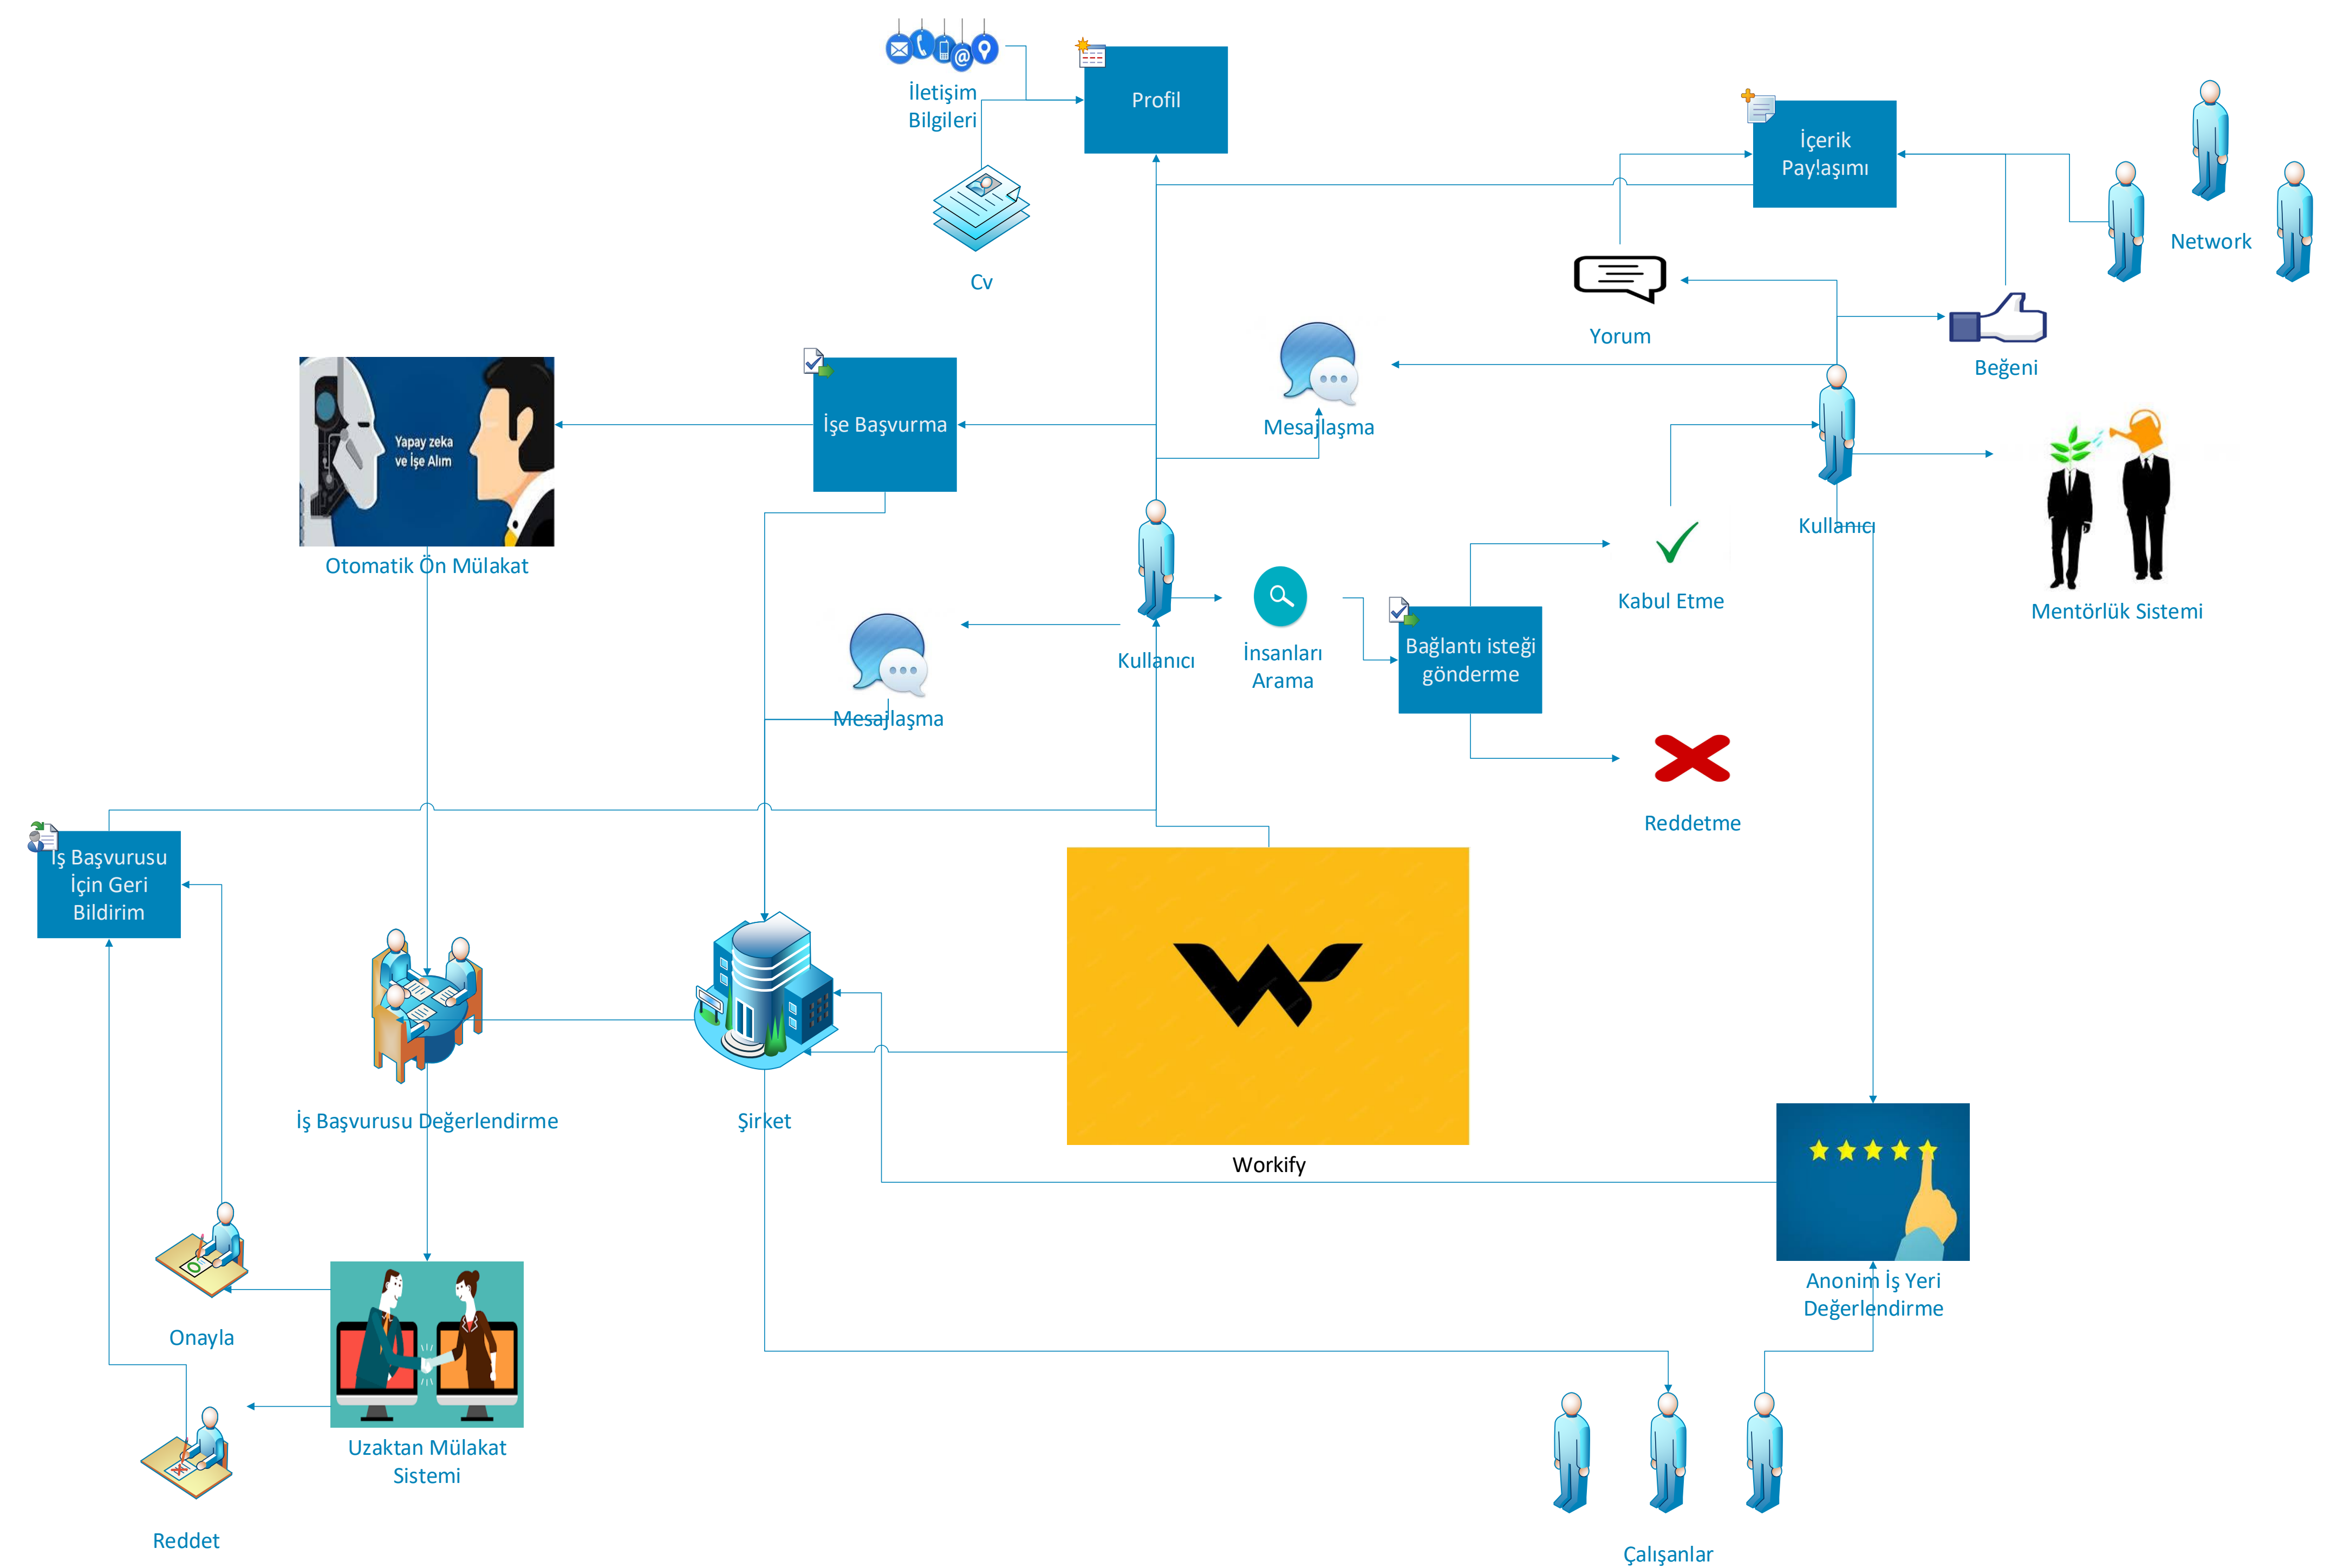 İletişim
Bilgileri
Profil
İçerik
Paylaşımı
Network
Cv
Yorum
Beğeni
Mesajlaşma
İşe Başvurma
Yapay zeka
ve İşe Alım
Otomatik Ön Mülakat
Kullanıcı
Mentörlük Sistemi
Kabul Etme
Bağlantı isteği
gönderme
İnsanları
Arama
Kullanıcı
Mesajlaşma
Reddetme
İş Başvurusu
İçin Geri
Bildirim
İş Başvurusu Değerlendirme
Şirket
Workify
Anonim İş Yeri
Değerlendirme
Onayla
Uzaktan Mülakat
Sistemi
Reddet
Çalışanlar